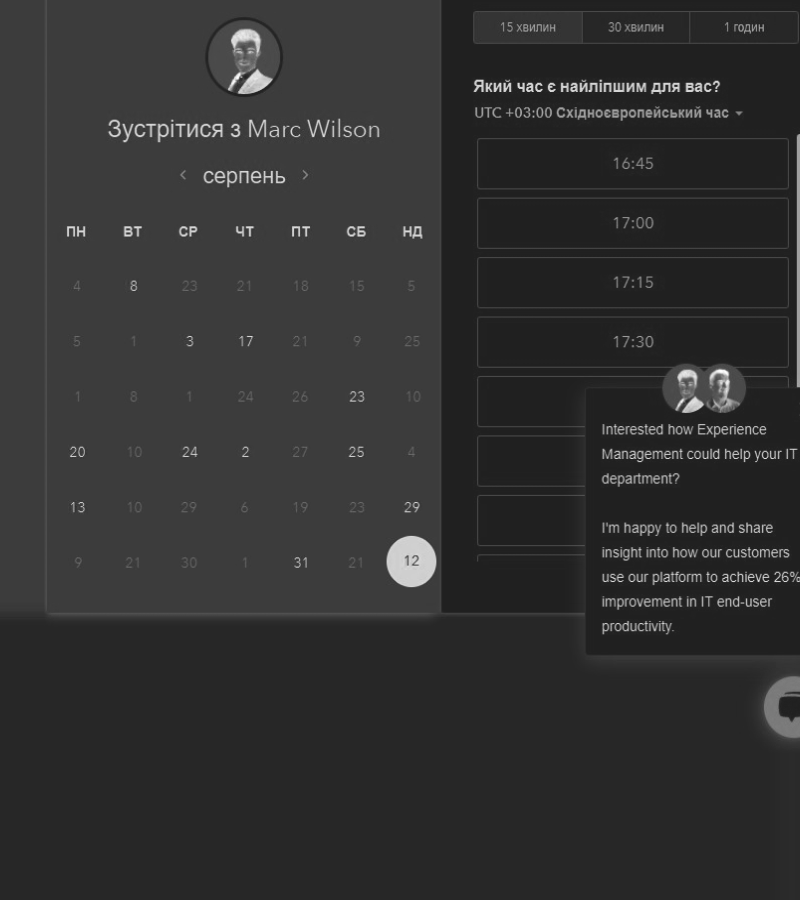 Зустрітися з Marc Wilson
серпень
ПН ВТ СР ЧТ ПТ СБ НД
4 8 23 21 18 15 5
5 1 3 17 21 9 25
1 8 1 24 26 23 10
20 10 24 2 27 25 4
13 10 29 6 19 23 29
9 21 30 1 31 21 12
15 хвилин 30 хвилин 1 годин
Який час є найліпшим для вас?
UTC +03:00 Східноєвропейський час
16:45
17:00
17:15
17:30
Interested how Experience
Management could help your IT
department?
I'm happy to help and share
insight into how our customers
use our platform to achieve 26%
improvement in IT end-user
productivity.